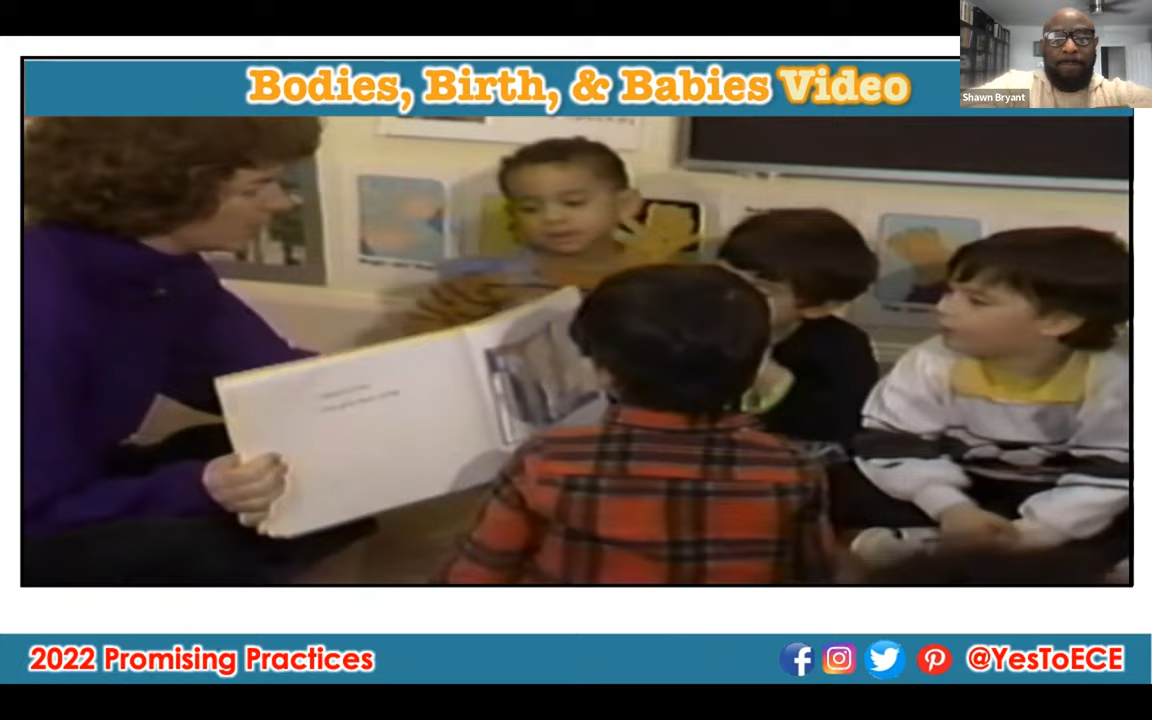 Bodies, Birth, & Babies Video
Shawn Bryant
2022 Promising Practices
@YesToECE